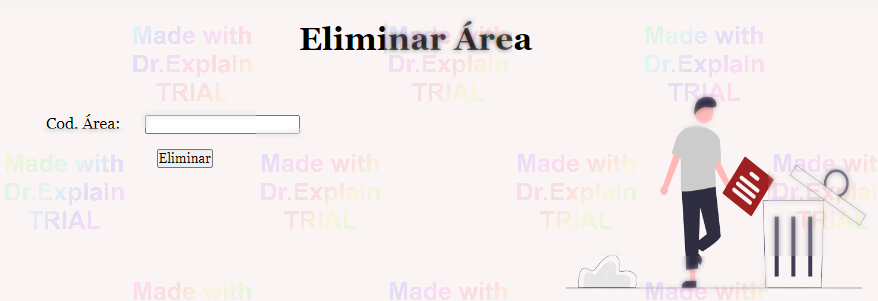 Made with Made with Made with
Eliminar Área
Dr.Explain Dr.Explain Dr.Explain
TRIAL TRIAL TRIAL
Cod. Área:
Eliminar
Made with Made with Made with Made with
Dr.Explain Dr.Explain Dr.Explain Dr.Explain
TRIAL TRIAL TRIAL TRIAL
Made with Made with Made with